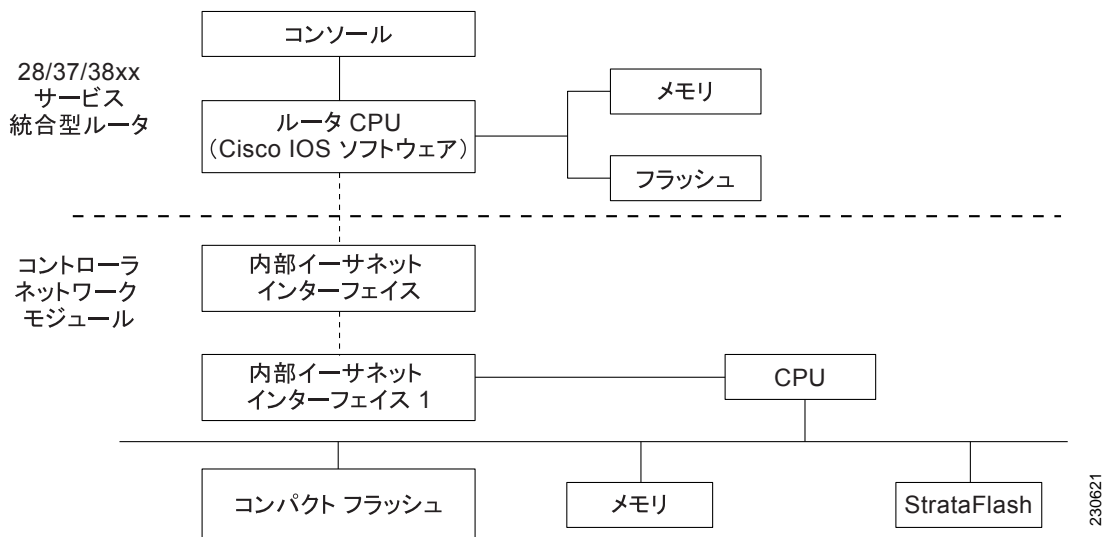 コンソール
28/37/38xx
サービス
統合型ルータ
ルータ CPU
(Cisco IOS ソフトウェア)
メモリ
フラッシュ
コントローラ
ネットワーク
モジュール
内部イーサネット
インターフェイス
内部イーサネット
インターフェイス 1
CPU
コンパクト フラッシュ
メモリ
StrataFlash
230621